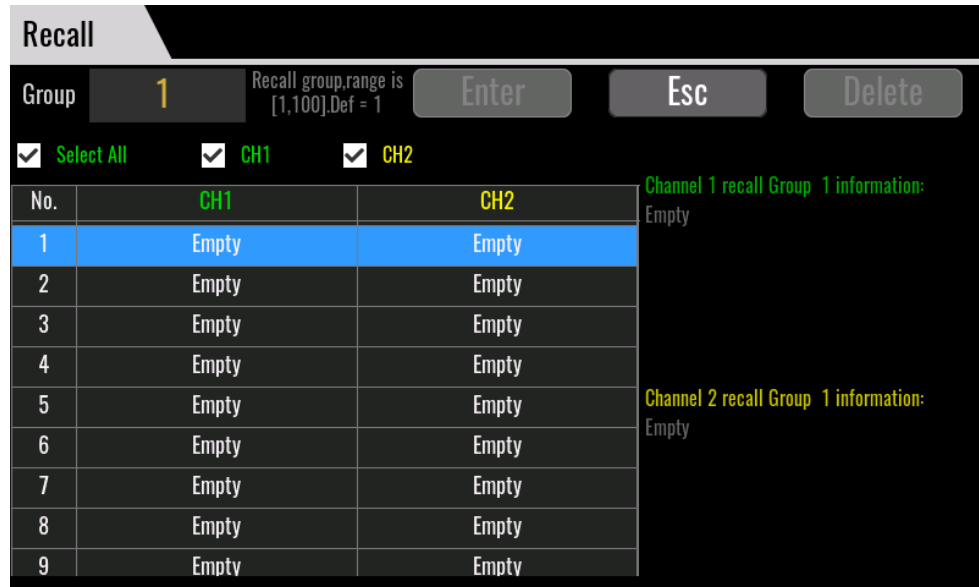 Recall
Group 1 Recall group,range is [1,100].Def = 1 Enter Esc Delete
Select All CH1 CH2
No. CH1 CH2
1 Empty Empty
2 Empty Empty
3 Empty Empty
4 Empty Empty
5 Empty Empty
6 Empty Empty
7 Empty Empty
8 Empty Empty
9 Empty Empty
Channel 1 recall Group 1 information:
Empty
Channel 2 recall Group 1 information:
Empty